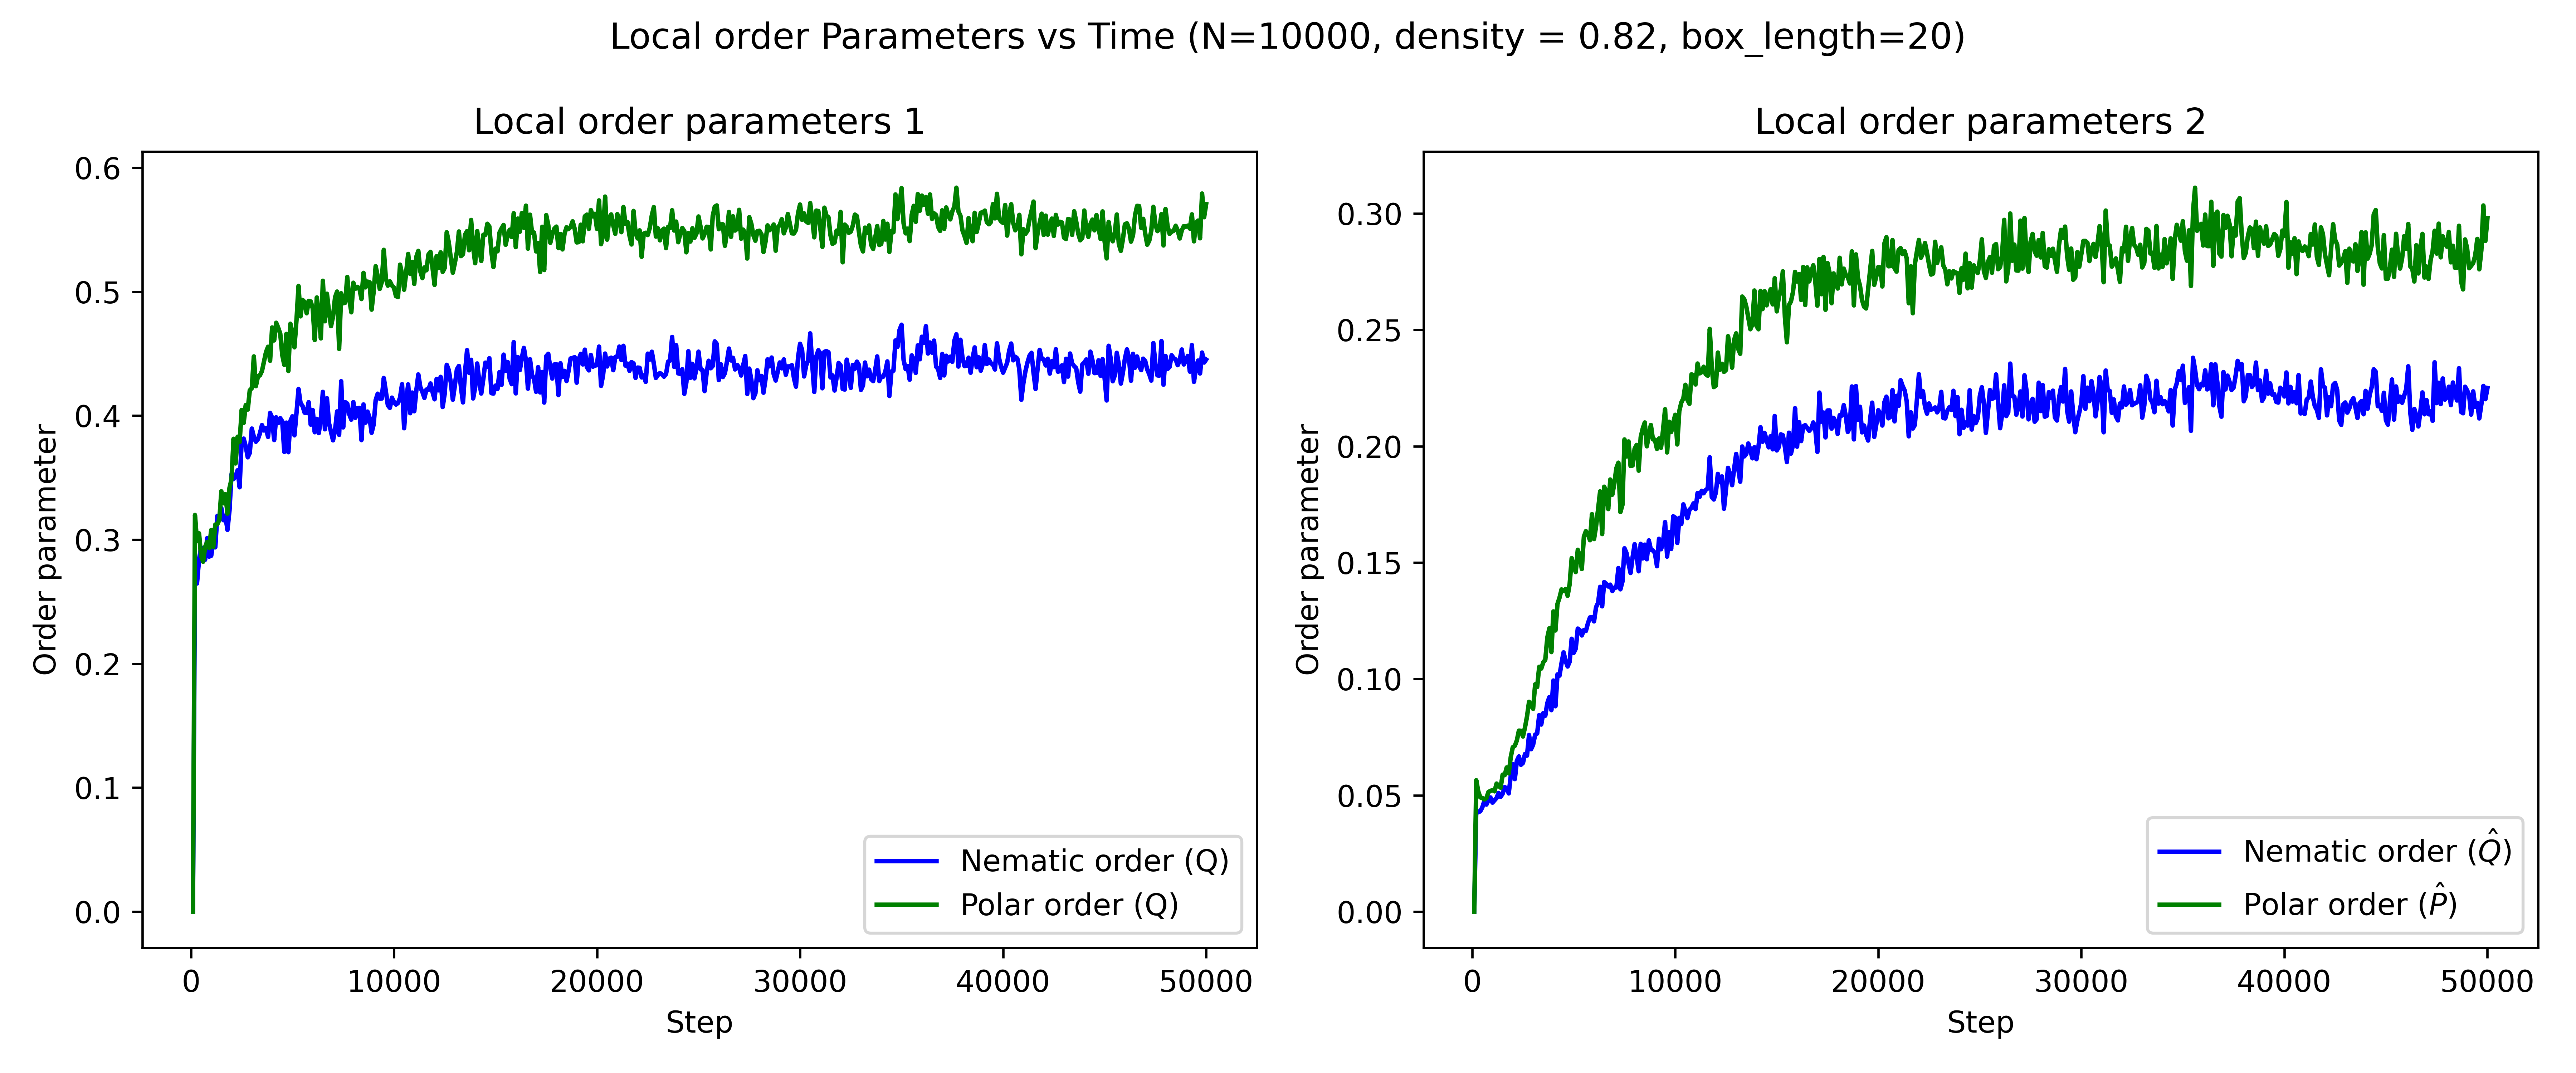 Local order Parameters vs Time (N=10000, density = 0.82, box_length=20)
Local order parameters 1
0.6
0.5
0.4
0.3
0.2
0.1
0.0
Order parameter
0 10000 20000 30000 40000 50000
Step
Nematic order (Q)
Polar order (Q)
Local order parameters 2
0.30
0.25
0.20
0.15
0.10
0.05
0.00
Order parameter
0 10000 20000 30000 40000 50000
Step
Nematic order (Q̂)
Polar order (P̂)